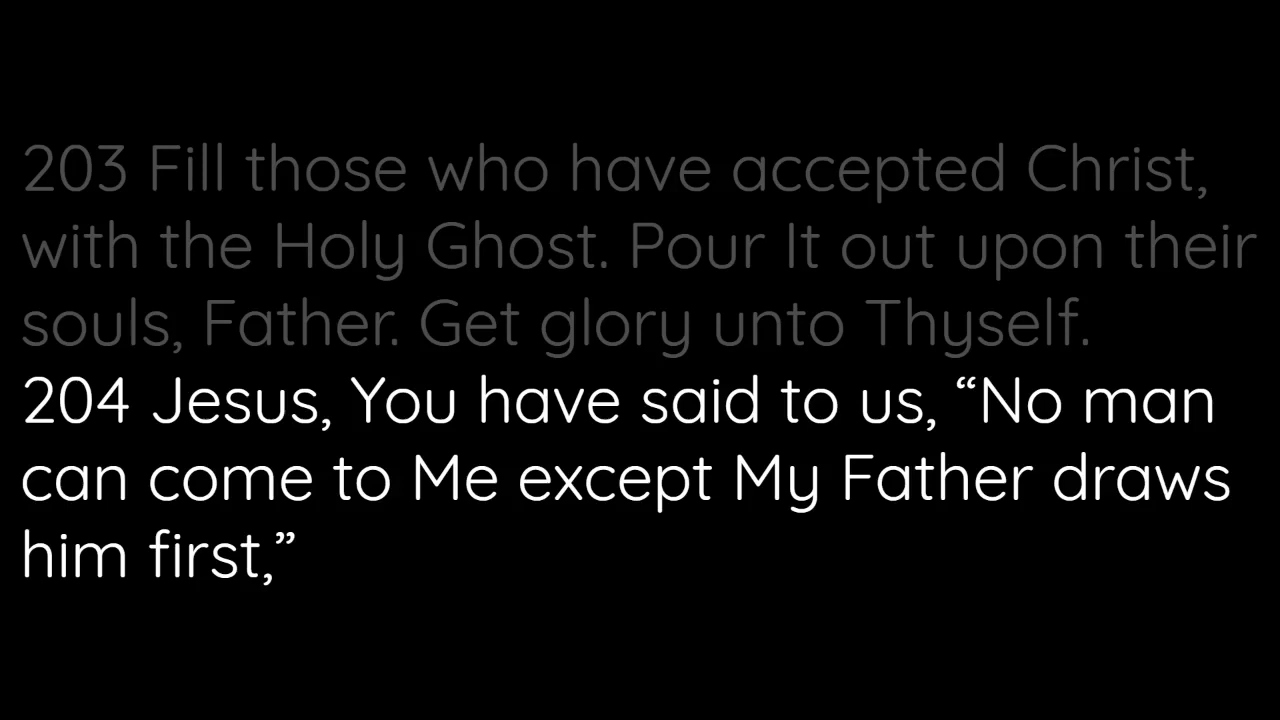 203 Fill those who have accepted Christ,
with the Holy Ghost. Pour It out upon their
souls, Father. Get glory unto Thyself.
204 Jesus, You have said to us, “No man
can come to Me except My Father draws
him first,”